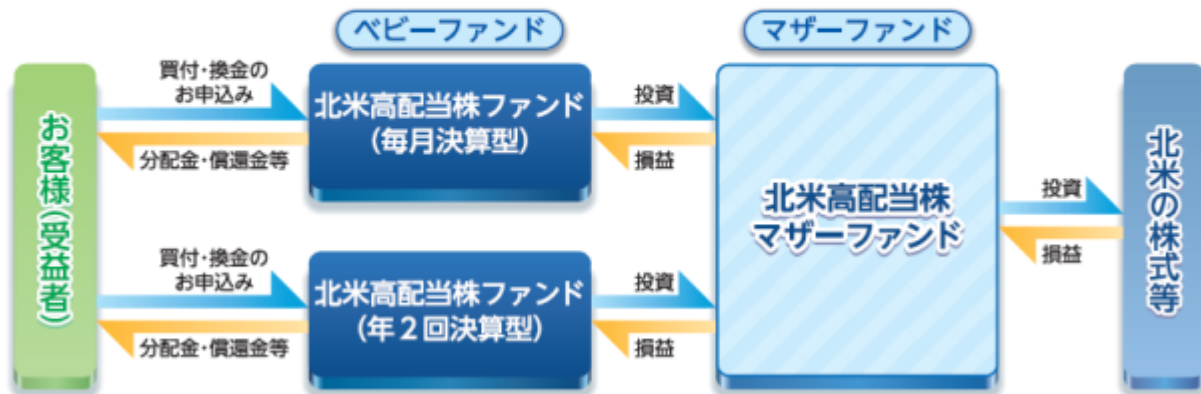 ベビーファンド
マザーファンド
お客様(受益者)
買付・換金の
お申込み
分配金・償還金等
北米高配当株ファンド
(毎月決算型)
投資
損益
買付・換金の
お申込み
分配金・償還金等
北米高配当株ファンド
(年2回決算型)
投資
損益
北米高配当株
マザーファンド
投資
損益
北米の株式等